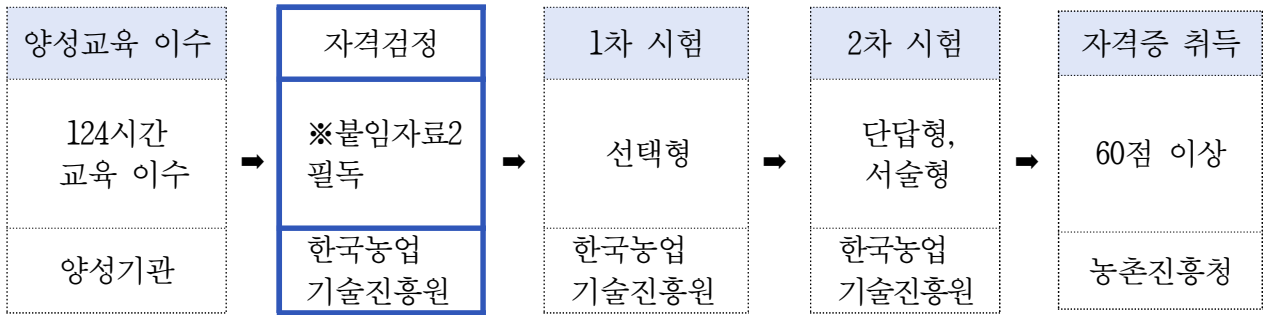 양성교육 이수
124시간
교육 이수
양성기관
➡
자격검정
※붙임자료2
필독
한국농업
기술진흥원
1차 시험
선택형
한국농업
기술진흥원
➡
2차 시험
단답형,
서술형
한국농업
기술진흥원
➡
자격증 취득
60점 이상
농촌진흥청